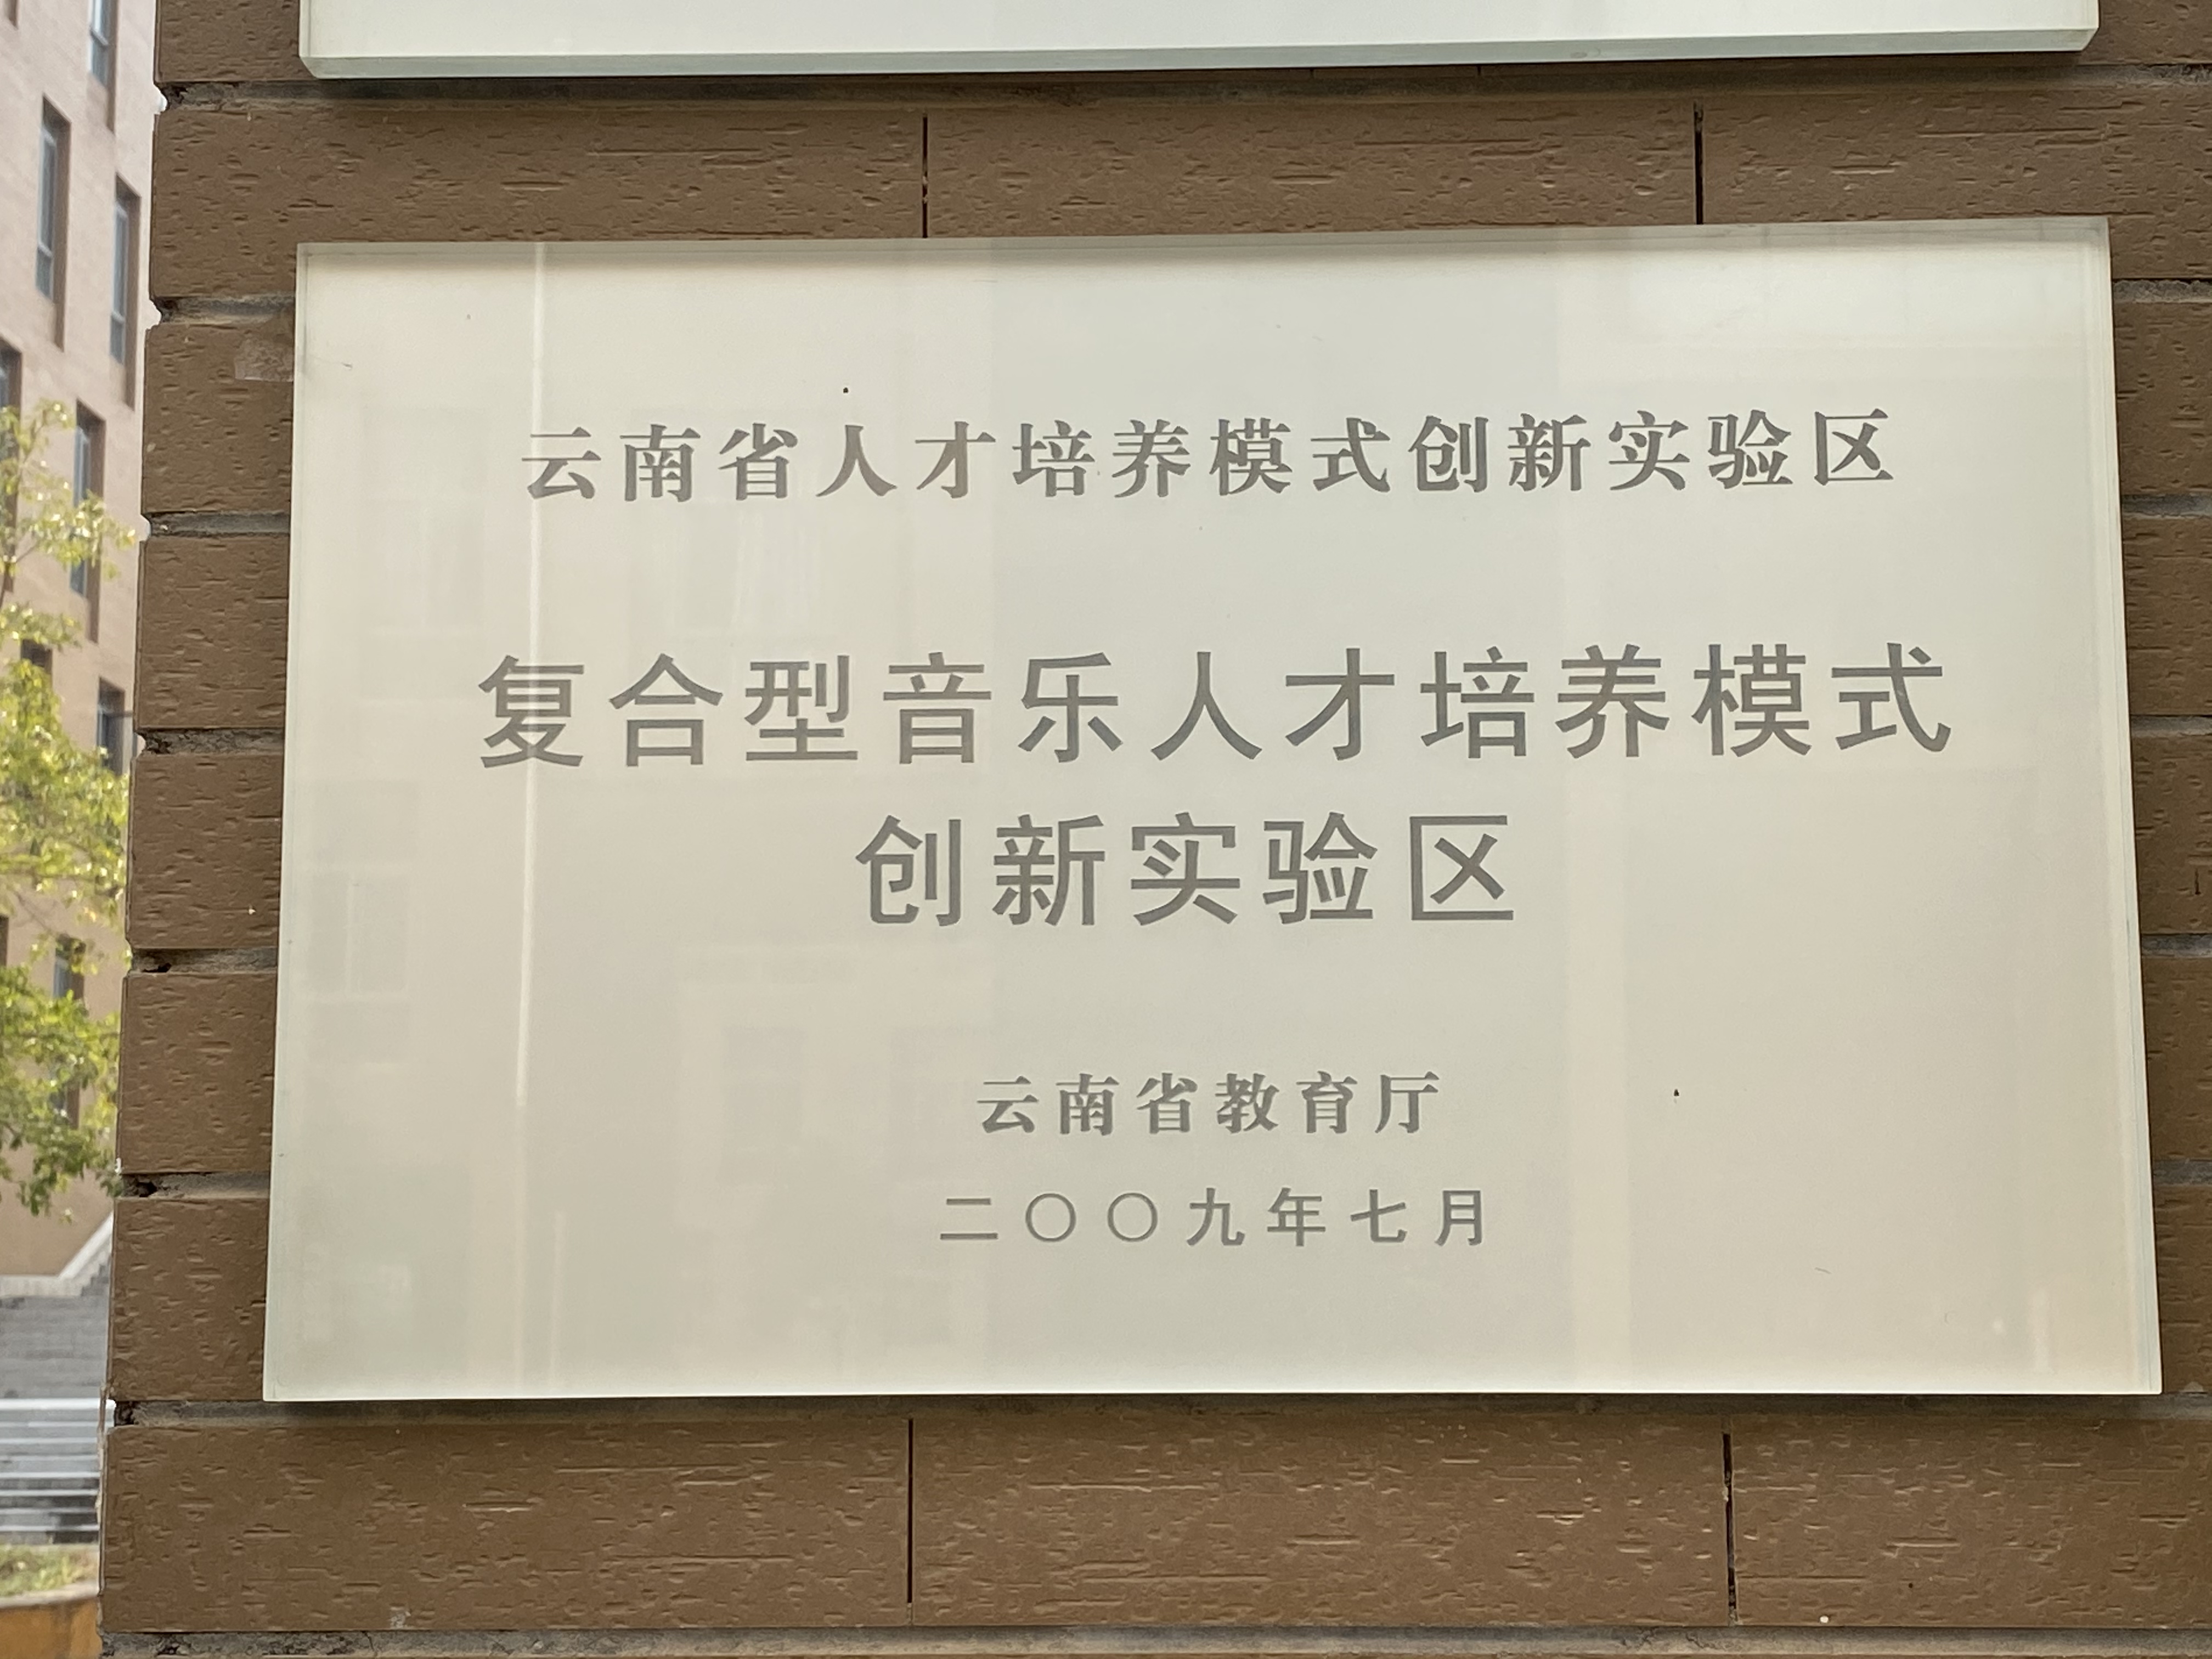 云南省人才培养模式创新实验区
复合型音乐人才培养模式
创新实验区
云南省教育厅
二〇〇九年七月